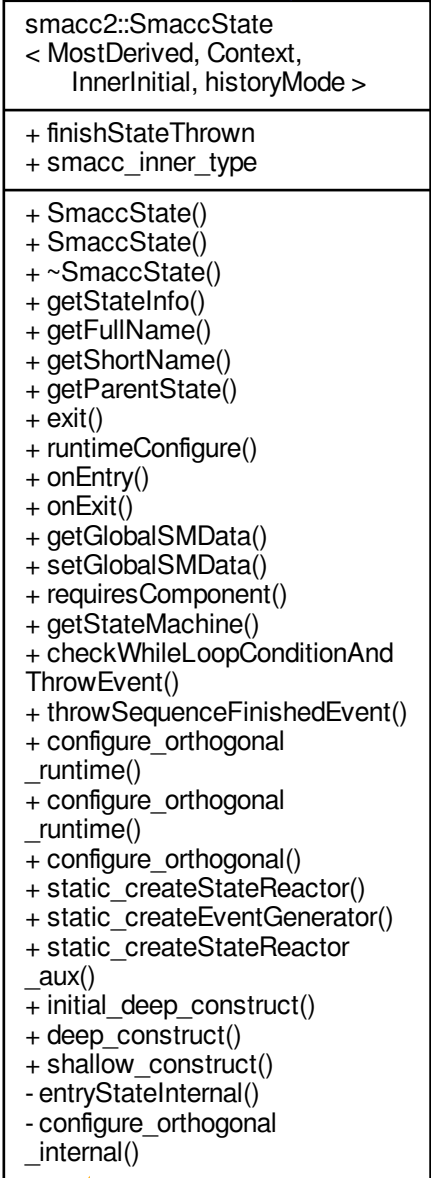 smacc2::SmaccState
< MostDerived, Context,
InnerInitial, historyMode >
+ finishStateThrown
+ smacc_inner_type
+ SmaccState()
+ SmaccState()
+ ~SmaccState()
+ getStateInfo()
+ getFullName()
+ getShortName()
+ getParentState()
+ exit()
+ runtimeConfigure()
+ onEntry()
+ onExit()
+ getGlobalSMData()
+ setGlobalSMData()
+ requiresComponent()
+ getStateMachine()
+ checkWhileLoopConditionAnd
ThrowEvent()
+ throwSequenceFinishedEvent()
+ configure_orthogonal
_runtime()
+ configure_orthogonal
_runtime()
+ configure_orthogonal()
+ static_createStateReactor()
+ static_createEventGenerator()
+ static_createStateReactor
_aux()
+ initial_deep_construct()
+ deep_construct()
+ shallow_construct()
- entryStateInternal()
- configure_orthogonal
_internal()